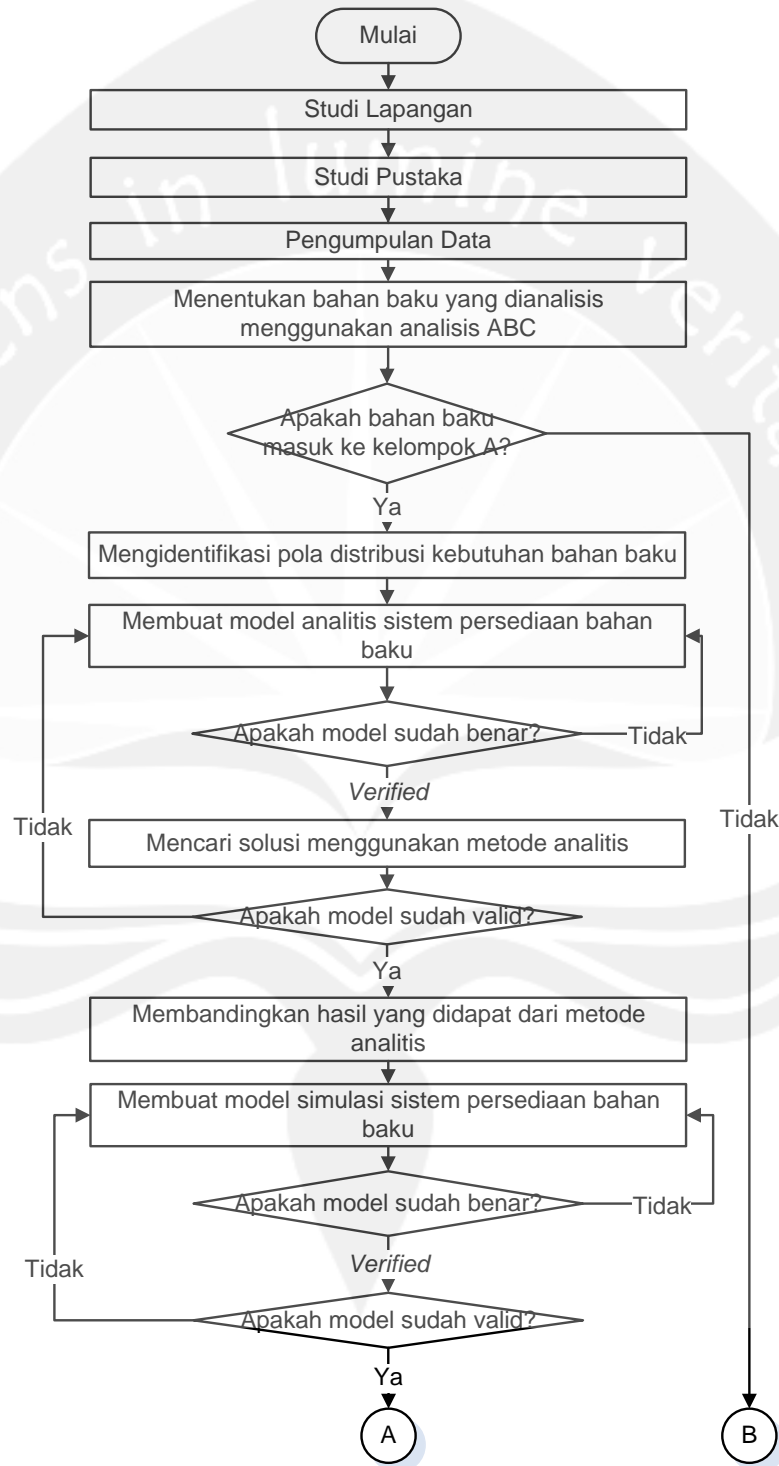 ens in lumine veritat
Mulai
Studi Lapangan
Studi Pustaka
Pengumpulan Data
Menentukan bahan baku yang dianalisis
menggunakan analisis ABC
Apakah bahan baku
masuk ke kelompok A?
Ya
Mengidentifikasi pola distribusi kebutuhan bahan baku
Membuat model analitis sistem persediaan bahan
baku
Apakah model sudah benar?
Tidak
Verified
Tidak
Tidak
Mencari solusi menggunakan metode analitis
Apakah model sudah valid?
Ya
Membandingkan hasil yang didapat dari metode
analitis
Membuat model simulasi sistem persediaan bahan
baku
Apakah model sudah benar?
Tidak
Verified
Tidak
Apakah model sudah valid?
Ya
A
B